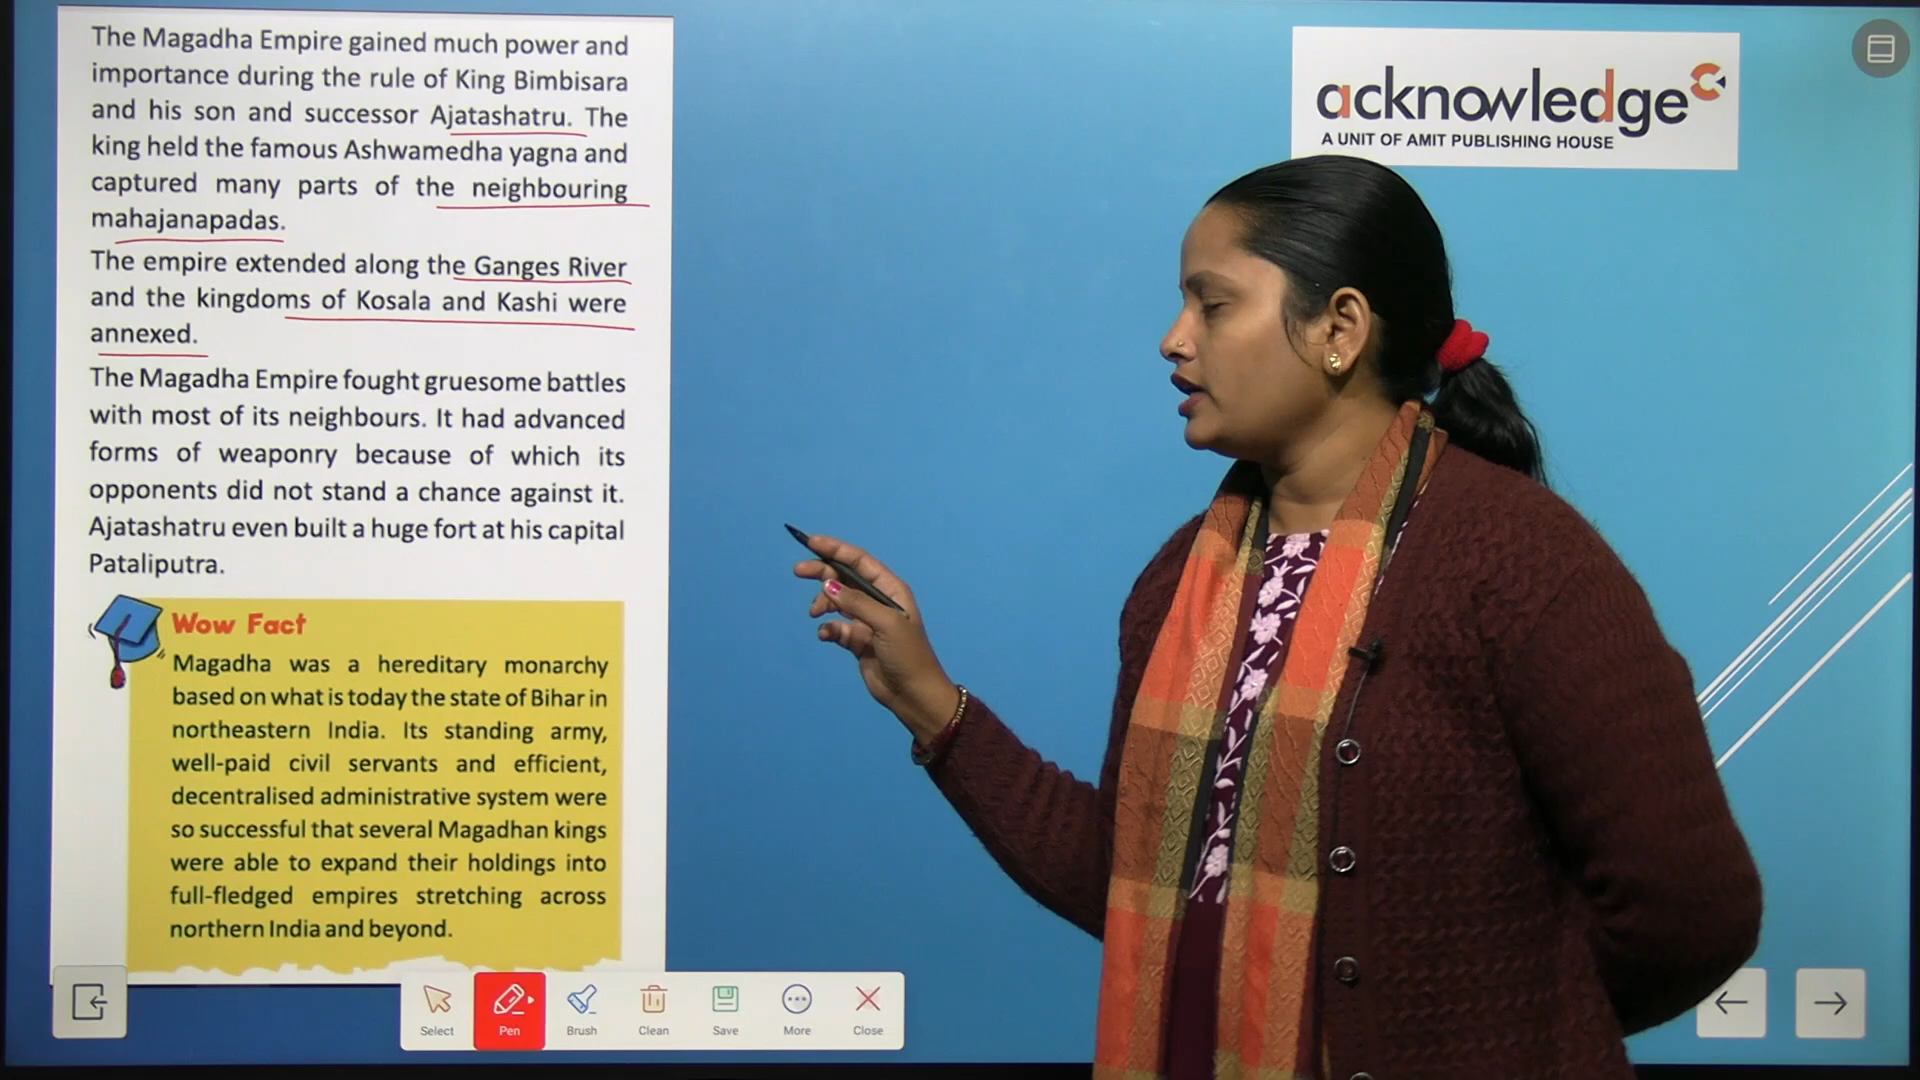 The Magadha Empire gained much power and
importance during the rule of King Bimbisara
and his son and successor Ajatashatru. The
king held the famous Ashwamedha yagna and
captured many parts of the neighbouring
mahajanapadas.
The empire extended along the Ganges River
and the kingdoms of Kosala and Kashi were
annexed.
The Magadha Empire fought gruesome battles
with most of its neighbours. It had advanced
forms of weaponry because of which its
opponents did not stand a chance against it.
Ajatashatru even built a huge fort at his capital
Pataliputra.
Wow Fact
Magadha was a hereditary monarchy
based on what is today the state of Bihar in
northeastern India. Its standing army,
well-paid civil servants and efficient,
decentralised administrative system were
so successful that several Magadhan kings
were able to expand their holdings into
full-fledged empires stretching across
northern India and beyond.
acknowledge
A UNIT OF AMIT PUBLISHING HOUSE
Select
Pen
Brush
Clean
Save
More
Close